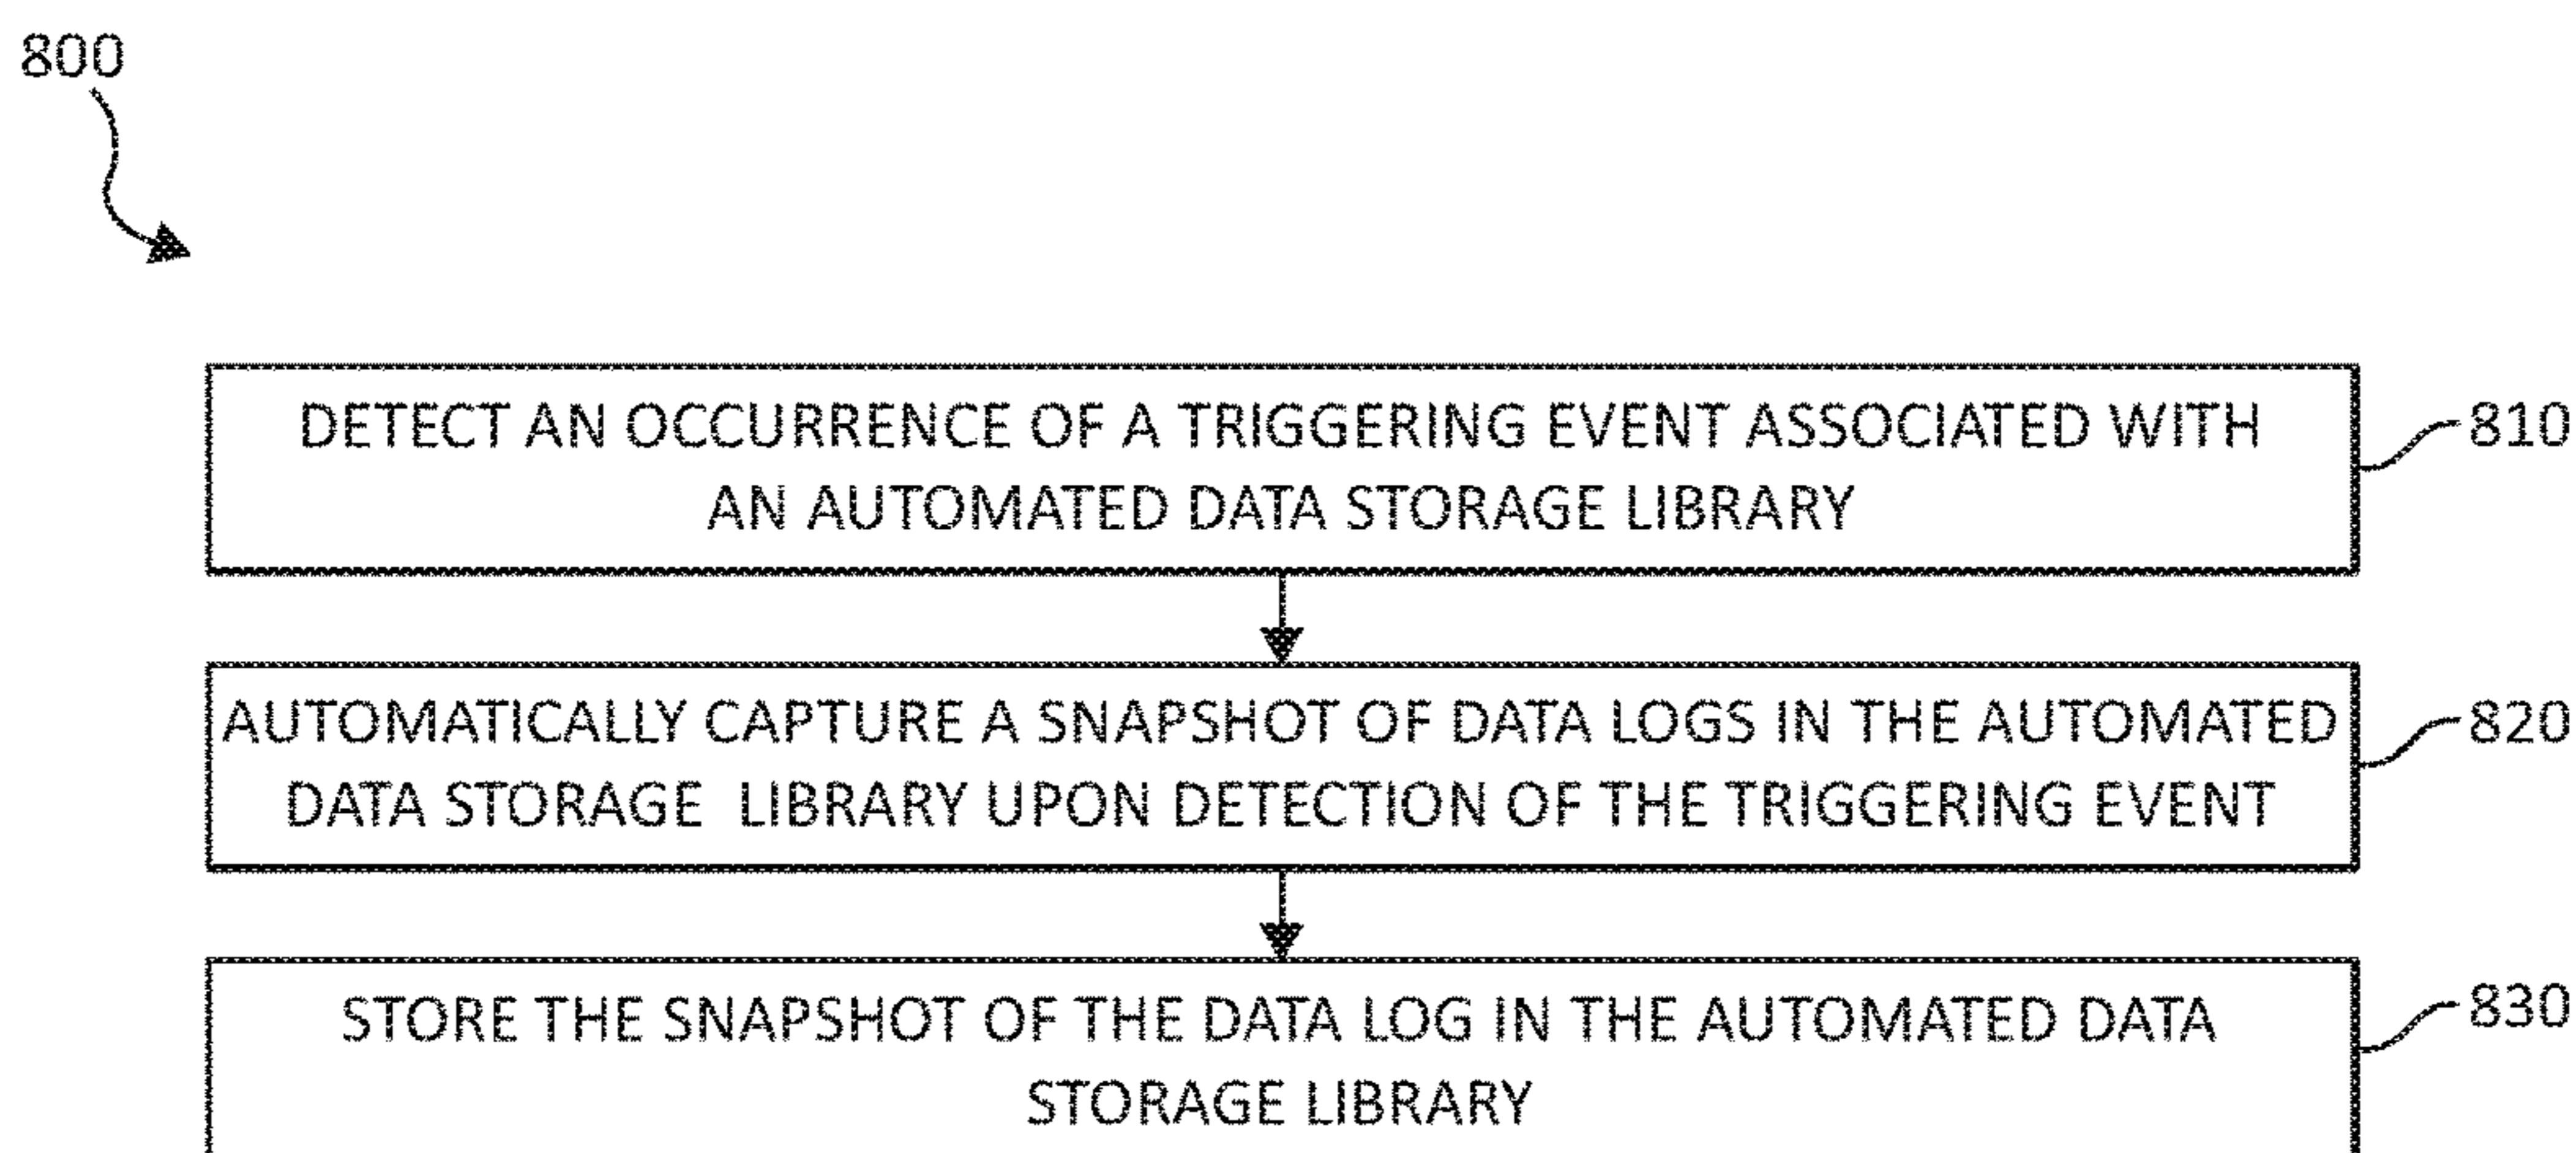 800
DETECT AN OCCURRENCE OF A TRIGGERING EVENT ASSOCIATED WITH
AN AUTOMATED DATA STORAGE LIBRARY
810
AUTOMATICALLY CAPTURE A SNAPSHOT OF DATA LOGS IN THE AUTOMATED
DATA STORAGE LIBRARY UPON DETECTION OF THE TRIGGERING EVENT
820
STORE THE SNAPSHOT OF THE DATA LOG IN THE AUTOMATED DATA
STORAGE LIBRARY
830